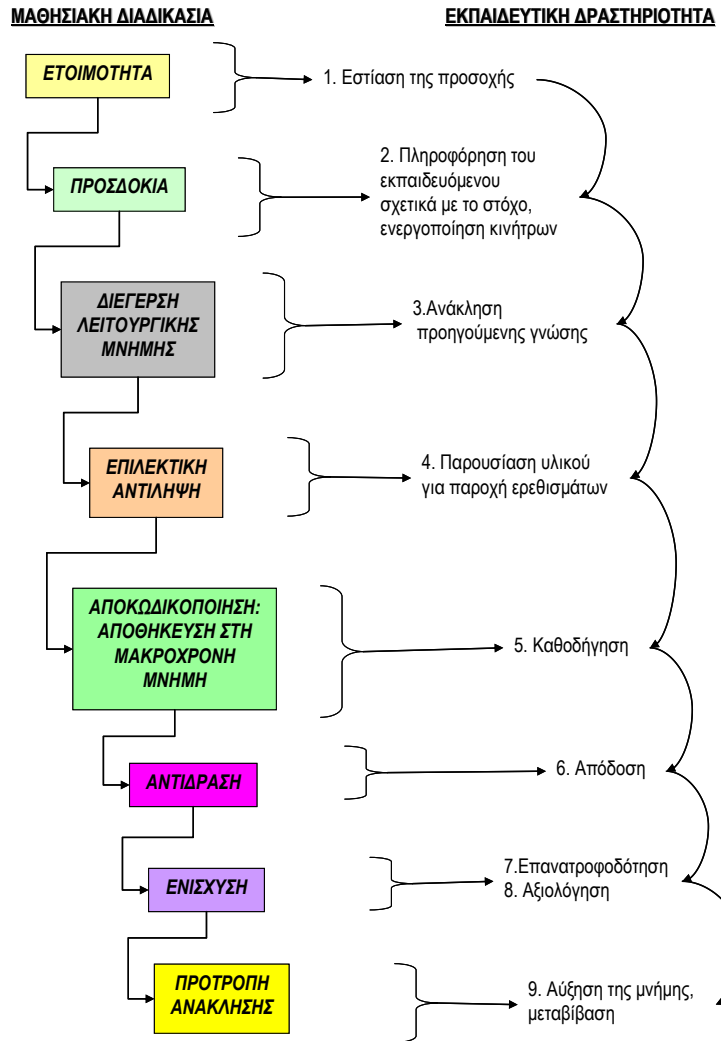 ΜΑΘΗΣΙΑΚΗ ΔΙΑΔΙΚΑΣΙΑ
ΕΚΠΑΙΔΕΥΤΙΚΗ ΔΡΑΣΤΗΡΙΟΤΗΤΑ
ΕΤΟΙΜΟΤΗΤΑ
1. Εστίαση της προσοχής
ΠΡΟΣΔΟΚΙΑ
2. Πληροφόρηση του
εκπαιδευόμενου
σχετικά με το στόχο,
ενεργοποίηση κινήτρων
ΔΙΕΓΕΡΣΗ
ΛΕΙΤΟΥΡΓΙΚΗΣ
ΜΝΗΜΗΣ
3.Ανάκληση
προηγούμενης γνώσης
ΕΠΙΛΕΚΤΙΚΗ
ΑΝΤΙΛΗΨΗ
4. Παρουσίαση υλικού
για παροχή ερεθισμάτων
ΑΠΟΚΩΔΙΚΟΠΟΙΗΣΗ:
ΑΠΟΘΗΚΕΥΣΗ ΣΤΗ
ΜΑΚΡΟΧΡΟΝΗ
ΜΝΗΜΗ
5. Καθοδήγηση
ΑΝΤΙΔΡΑΣΗ
6. Απόδοση
ΕΝΙΣΧΥΣΗ
7.Επανατροφοδότηση
8. Αξιολόγηση
ΠΡΟΤΡΟΠΗ
ΑΝΑΚΛΗΣΗΣ
9. Αύξηση της μνήμης,
μεταβίβαση